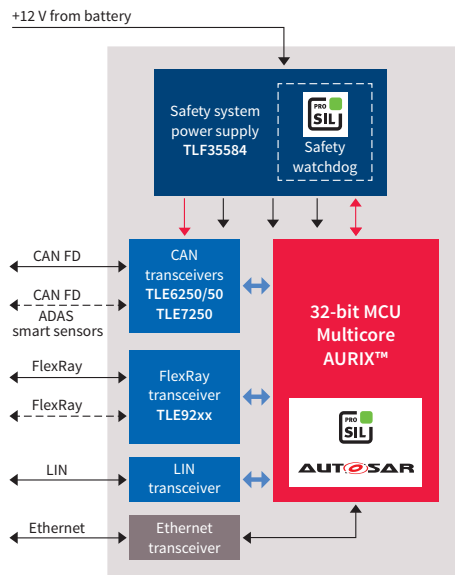 +12 V from battery
Safety system
power supply
TLF35584
PRO
SIL
Safety
watchdog
CAN FD
CAN FD
ADAS
smart sensors
CAN
transceivers
TLE6250/50
TLE7250
32-bit MCU
Multicore
AURIX™
FlexRay
FlexRay
FlexRay
transceiver
TLE92xx
PRO
SIL
AUTOSAR
LIN
LIN
transceiver
Ethernet
Ethernet
transceiver